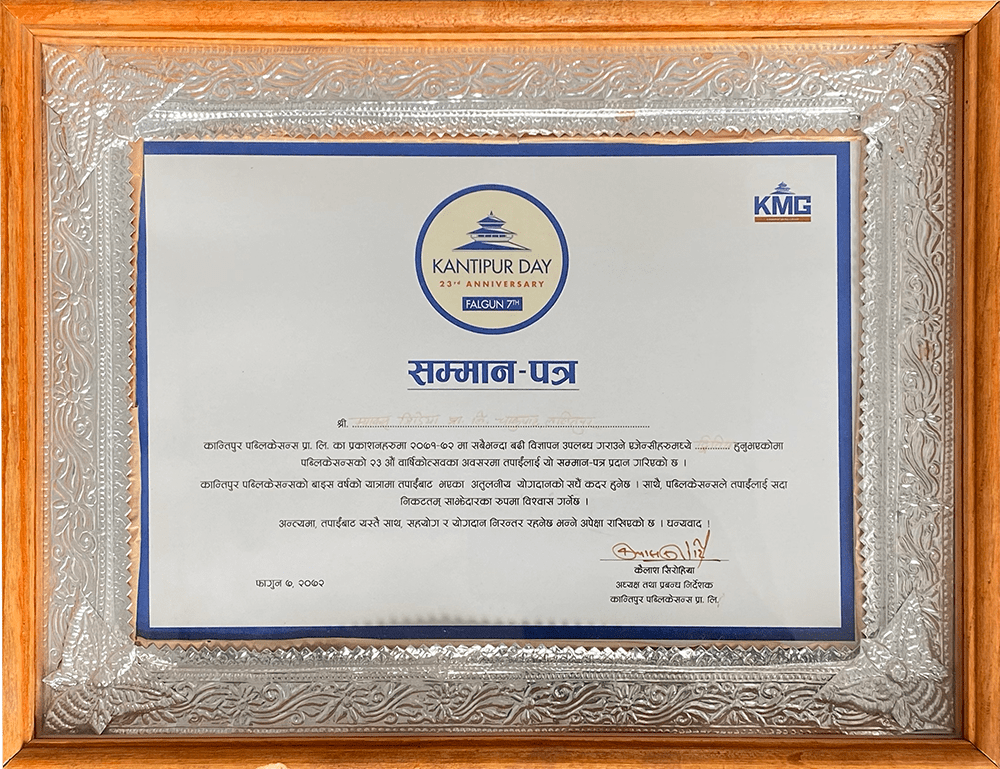 KMG
KANTIPUR DAY
23rd ANNIVERSARY
FALGUN 7TH
सम्मान-पत्र
श्री
कान्तिपुर पब्लिकेसन्स प्रा. लि. का प्रकाशनहरुमा २०७१-७२ मा सबैभन्दा बढी विज्ञापन उपलब्ध गराउने एजेन्सीहरुमध्ये हुनुभएकोमा
पब्लिकेसन्सको २३ औं वार्षिकोत्सवका अवसरमा तपाईंलाई यो सम्मान-पत्र प्रदान गरिएको छ ।
कान्तिपुर पब्लिकेसन्सको बाइस वर्षको यात्रामा तपाईंबाट भएका अतुलनीय योगदानको सधैं कदर हुनेछ । साथै, पब्लिकेसन्सले तपाईंलाई सदा
निकटतम् साझेदारका रुपमा विश्वास गर्नेछ ।
अन्त्यमा, तपाईंबाट यस्तै साथ, सहयोग र योगदान निरन्तर रहनेछ भन्ने अपेक्षा राखिएको छ । धन्यवाद !
कैलाश सिरोहिया
फागुन ७, २०७२
अध्यक्ष तथा प्रबन्ध निर्देशक
कान्तिपुर पब्लिकेसन्स प्रा. लि.